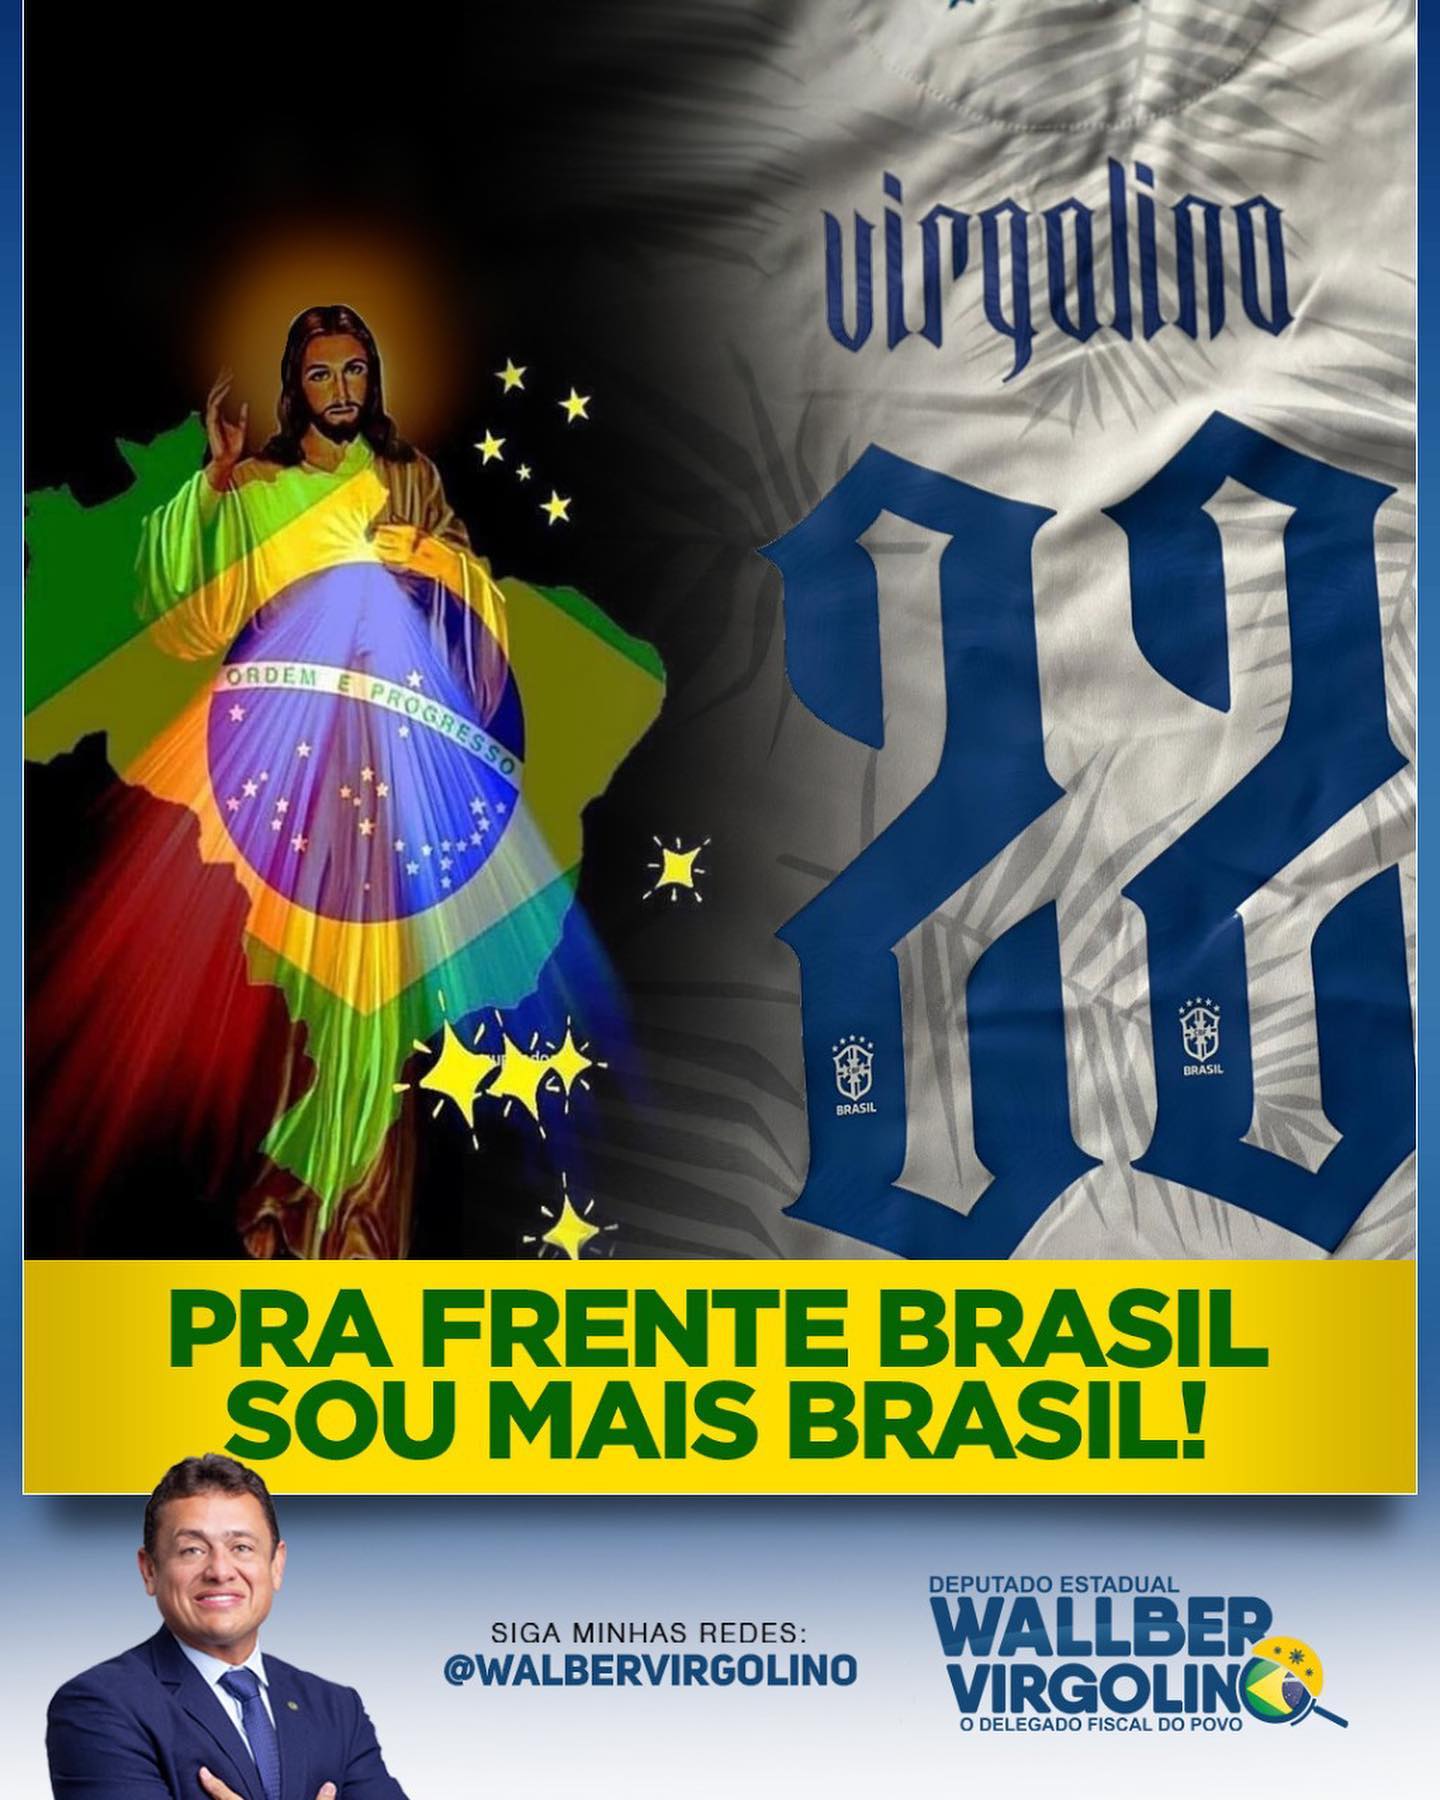 virgolino
22
ORDEM E PROGRESSO
BRASIL
BRASIL
PRA FRENTE BRASIL
SOU MAIS BRASIL!
SIGA MINHAS REDES:
@WALBERVIRGOLINO
DEPUTADO ESTADUAL
WALLBER
VIRGOLINO
O DELEGADO FISCAL DO POVO